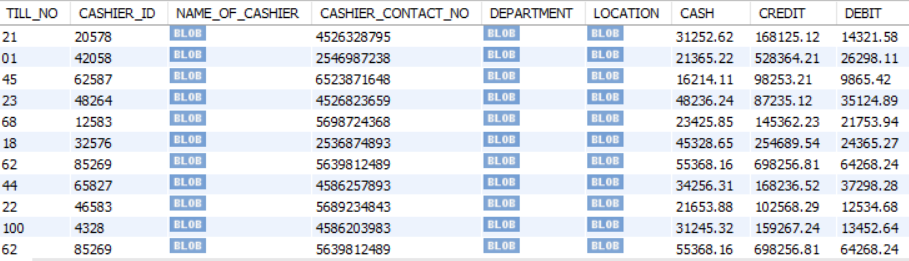 TILL_NO CASHIER_ID NAME_OF_CASHIER CASHIER_CONTACT_NO DEPARTMENT LOCATION CASH CREDIT DEBIT
21 20578 BLOB 4526328795 BLOB BLOB 31252.62 168125.12 14321.58
01 42058 BLOB 2546987238 BLOB BLOB 21365.22 528364.21 26298.11
45 62587 BLOB 6523871648 BLOB BLOB 16214.11 98253.21 9865.42
23 48264 BLOB 4526823659 BLOB BLOB 48236.24 87235.12 35124.89
68 12583 BLOB 5698724368 BLOB BLOB 23425.85 145362.23 21753.94
18 32576 BLOB 2536874893 BLOB BLOB 45328.65 254689.54 24365.27
62 85269 BLOB 5639812489 BLOB BLOB 55368.16 698256.81 64268.24
44 65827 BLOB 4586257893 BLOB BLOB 34256.31 168236.52 37298.28
22 46583 BLOB 5689234843 BLOB BLOB 21653.88 102568.29 12534.68
100 4328 BLOB 4586203983 BLOB BLOB 31245.32 159267.24 13452.64
62 85269 BLOB 5639812489 BLOB BLOB 55368.16 698256.81 64268.24